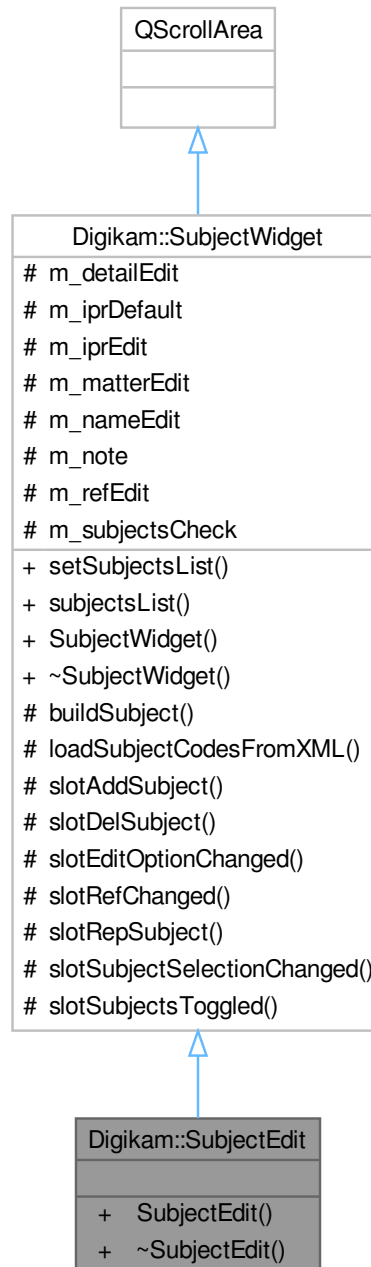 QScrollArea
Digikam::SubjectWidget
# m_detailEdit
# m_iprDefault
# m_iprEdit
# m_matterEdit
# m_nameEdit
# m_note
# m_refEdit
# m_subjectsCheck
+ setSubjectsList()
+ subjectsList()
+ SubjectWidget()
+ ~SubjectWidget()
# buildSubject()
# loadSubjectCodesFromXML()
# slotAddSubject()
# slotDelSubject()
# slotEditOptionChanged()
# slotRefChanged()
# slotRepSubject()
# slotSubjectSelectionChanged()
# slotSubjectsToggled()
Digikam::SubjectEdit
+ SubjectEdit()
+ ~SubjectEdit()